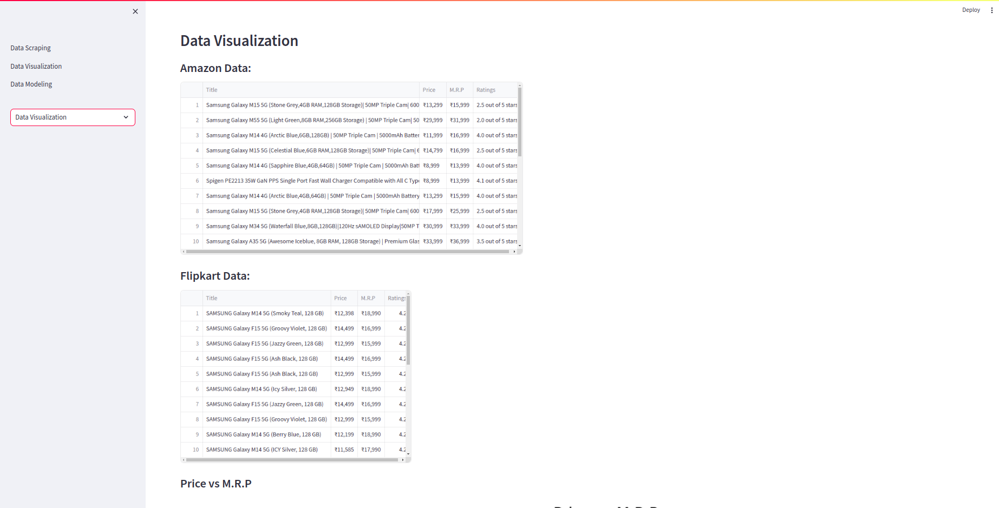 Deploy
Data Scraping
Data Visualization
Data Modeling
Data Visualization
Data Visualization
Amazon Data:
Title Price M.R.P Ratings
1 Samsung Galaxy M15 5G (Stone Grey,4GB RAM,128GB Storage)| 50MP Triple Cam| 600 ₹13,299 ₹15,999 2.5 out of 5 stars
2 Samsung Galaxy M55 5G (Light Green,8GB RAM,256GB Storage) | 50MP Triple Cam| 50 ₹29,999 ₹31,999 2.0 out of 5 stars
3 Samsung Galaxy M14 4G (Arctic Blue,6GB,128GB) | 50MP Triple Cam | 5000mAh Batter ₹11,999 ₹16,999 4.0 out of 5 stars
4 Samsung Galaxy M15 5G (Celestial Blue,6GB RAM,128GB Storage)| 50MP Triple Cam| 6 ₹14,799 ₹16,999 2.5 out of 5 stars
5 Samsung Galaxy M14 4G (Sapphire Blue,4GB,64GB) | 50MP Triple Cam | 5000mAh Batt ₹8,999 ₹13,999 4.0 out of 5 stars
6 Spigen PE2213 35W GaN PPS Single Port Fast Wall Charger Compatible with All C Type ₹8,999 ₹13,999 4.1 out of 5 stars
7 Samsung Galaxy M14 4G (Arctic Blue,4GB,64GB) | 50MP Triple Cam | 5000mAh Battery ₹13,299 ₹15,999 4.0 out of 5 stars
8 Samsung Galaxy M15 5G (Stone Grey,4GB RAM,128GB Storage)| 50MP Triple Cam| 600 ₹17,999 ₹25,999 2.5 out of 5 stars
9 Samsung Galaxy M34 5G (Waterfall Blue,8GB,128GB)|120Hz sAMOLED Display|50MP T ₹30,999 ₹33,999 4.0 out of 5 stars
10 Samsung Galaxy A35 5G (Awesome Iceblue, 8GB RAM, 128GB Storage) | Premium Glas ₹33,999 ₹36,999 3.5 out of 5 stars
Flipkart Data:
Title Price M.R.P Ratings
1 SAMSUNG Galaxy M14 5G (Smoky Teal, 128 GB) ₹12,398 ₹18,990 4.2
2 SAMSUNG Galaxy F15 5G (Groovy Violet, 128 GB) ₹14,499 ₹16,999 4.2
3 SAMSUNG Galaxy F15 5G (Jazzy Green, 128 GB) ₹12,999 ₹15,999 4.2
4 SAMSUNG Galaxy F15 5G (Ash Black, 128 GB) ₹14,499 ₹16,999 4.2
5 SAMSUNG Galaxy F15 5G (Ash Black, 128 GB) ₹12,999 ₹15,999 4.2
6 SAMSUNG Galaxy M14 5G (Icy Silver, 128 GB) ₹12,949 ₹18,990 4.2
7 SAMSUNG Galaxy F15 5G (Jazzy Green, 128 GB) ₹14,499 ₹16,999 4.2
8 SAMSUNG Galaxy F15 5G (Groovy Violet, 128 GB) ₹12,999 ₹15,999 4.2
9 SAMSUNG Galaxy M14 5G (Berry Blue, 128 GB) ₹12,199 ₹18,990 4.2
10 SAMSUNG Galaxy M14 5G (ICY Silver, 128 GB) ₹11,585 ₹17,990 4.2
Price vs M.R.P